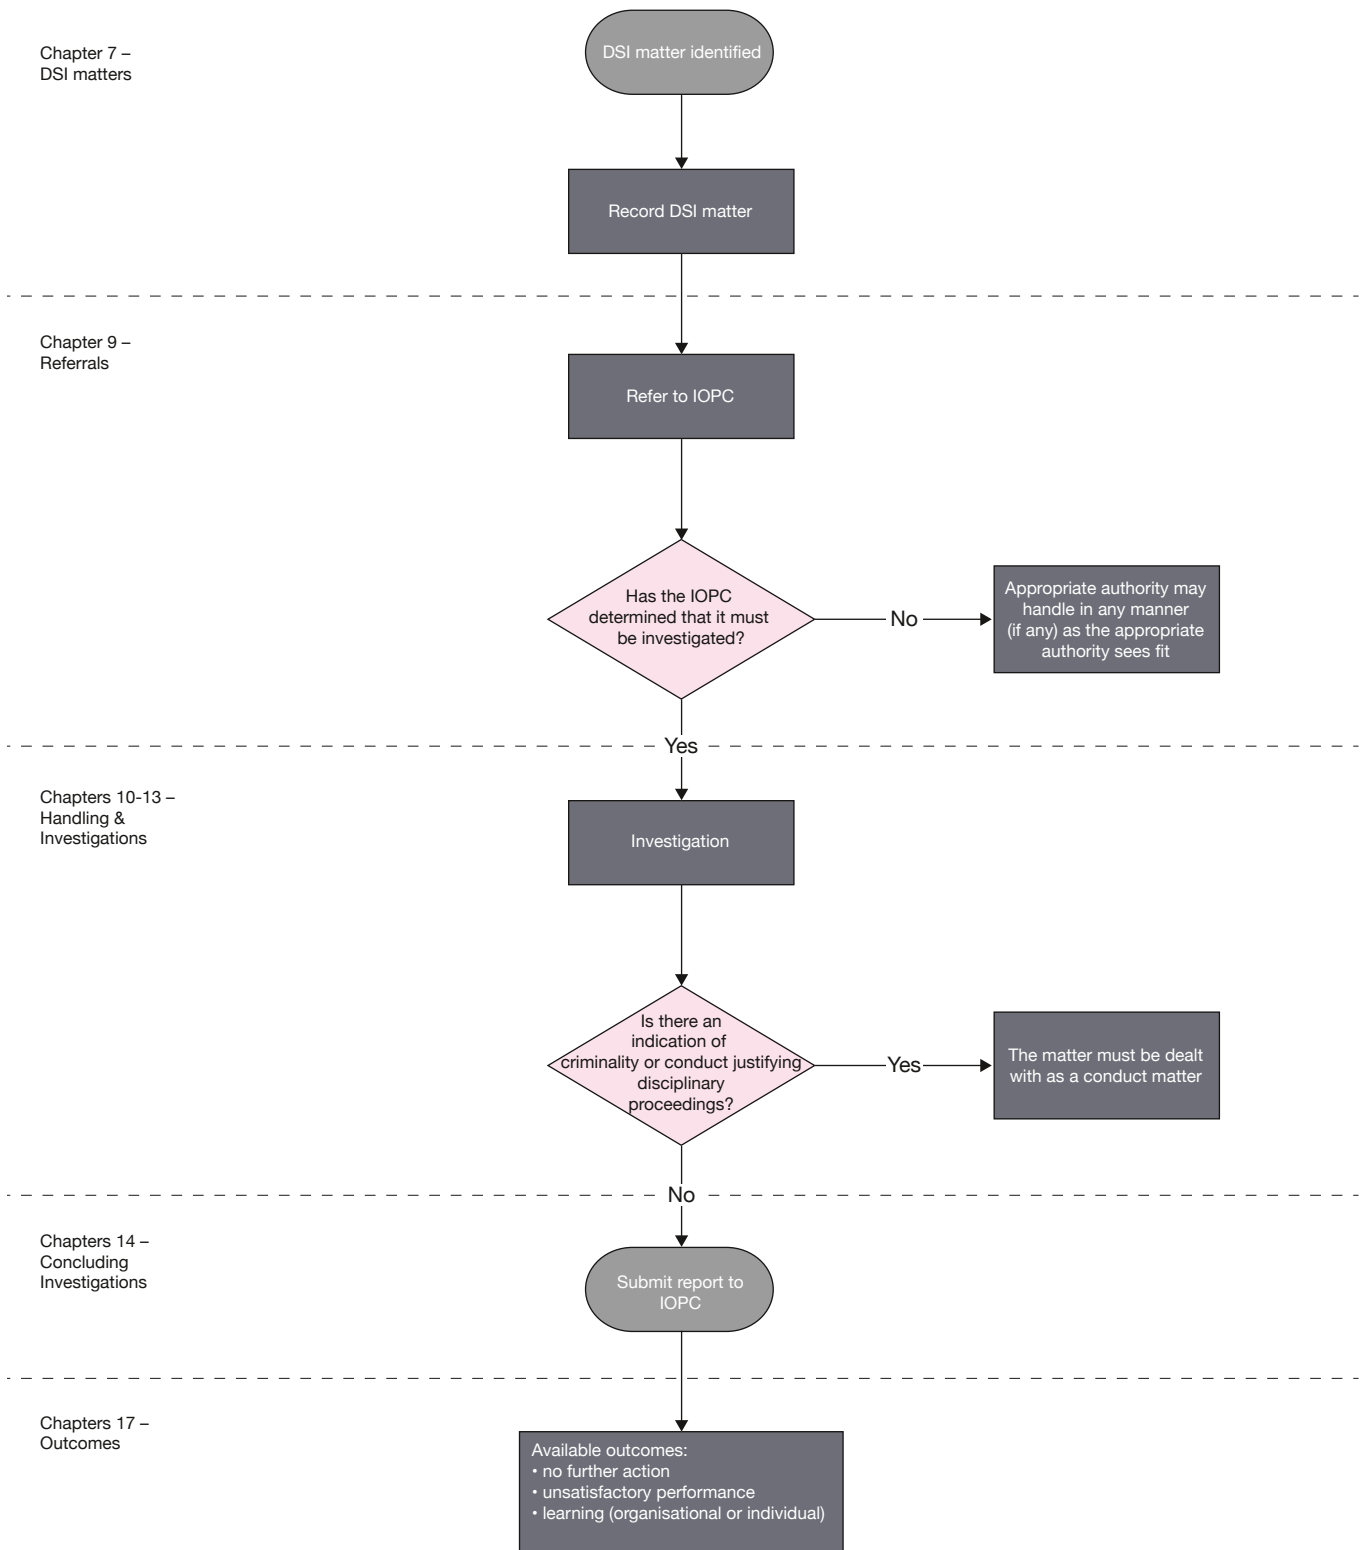 Chapter 7 –
DSI matters
DSI matter identified
Record DSI matter
Chapter 9 –
Referrals
Refer to IOPC
Has the IOPC
determined that it must
be investigated?
No
Appropriate authority may
handle in any manner
(if any) as the appropriate
authority sees fit
Yes
Chapters 10-13 –
Handling &
Investigations
Investigation
Is there an
indication of
criminality or conduct justifying
disciplinary
proceedings?
Yes
The matter must be dealt
with as a conduct matter
No
Chapters 14 –
Concluding
Investigations
Submit report to
IOPC
Chapters 17 –
Outcomes
Available outcomes:
• no further action
• unsatisfactory performance
• learning (organisational or individual)